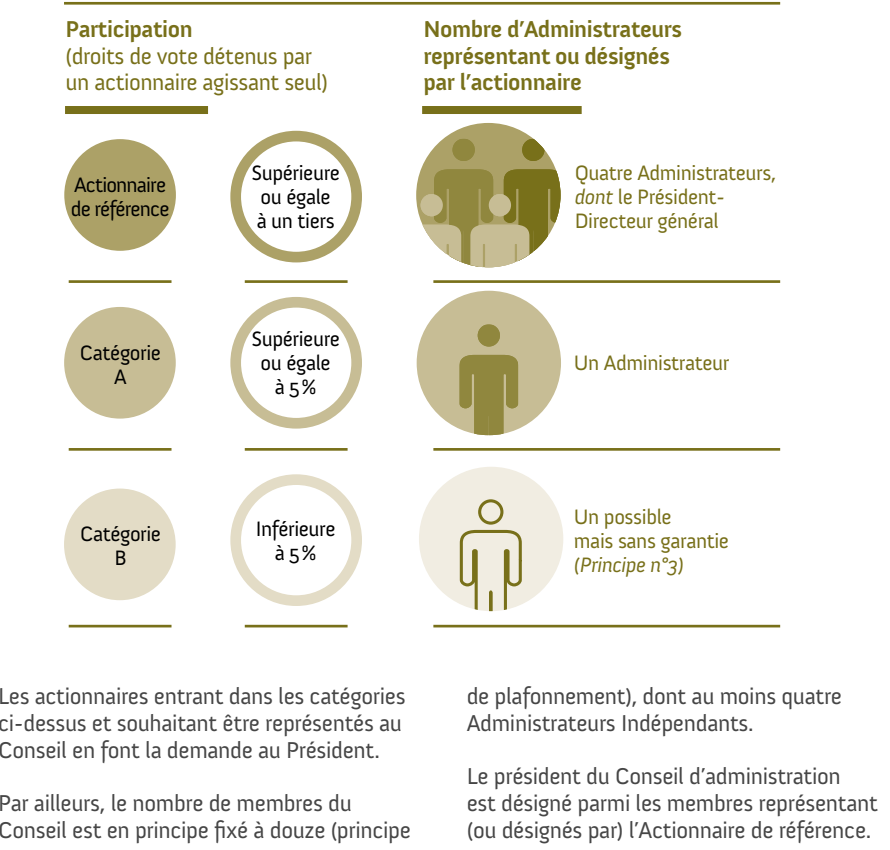 Participation
(droits de vote détenus par
un actionnaire agissant seul)
Nombre d'Administrateurs
représentant ou désignés
par l'actionnaire
Actionnaire
de référence
Supérieure
ou égale
à un tiers
Quatre Administrateurs,
dont le Président-
Directeur général
Catégorie
A
Supérieure
ou égale
à 5%
Un Administrateur
Catégorie
B
Inférieure
à 5%
Un possible
mais sans garantie
(Principe n°3)
Les actionnaires entrant dans les catégories
ci-dessus et souhaitant être représentés au
Conseil en font la demande au Président.
Par ailleurs, le nombre de membres du
Conseil est en principe fixé à douze (principe
de plafonnement), dont au moins quatre
Administrateurs Indépendants.
Le président du Conseil d'administration
est désigné parmi les membres représentant
(ou désignés par) l'Actionnaire de référence.